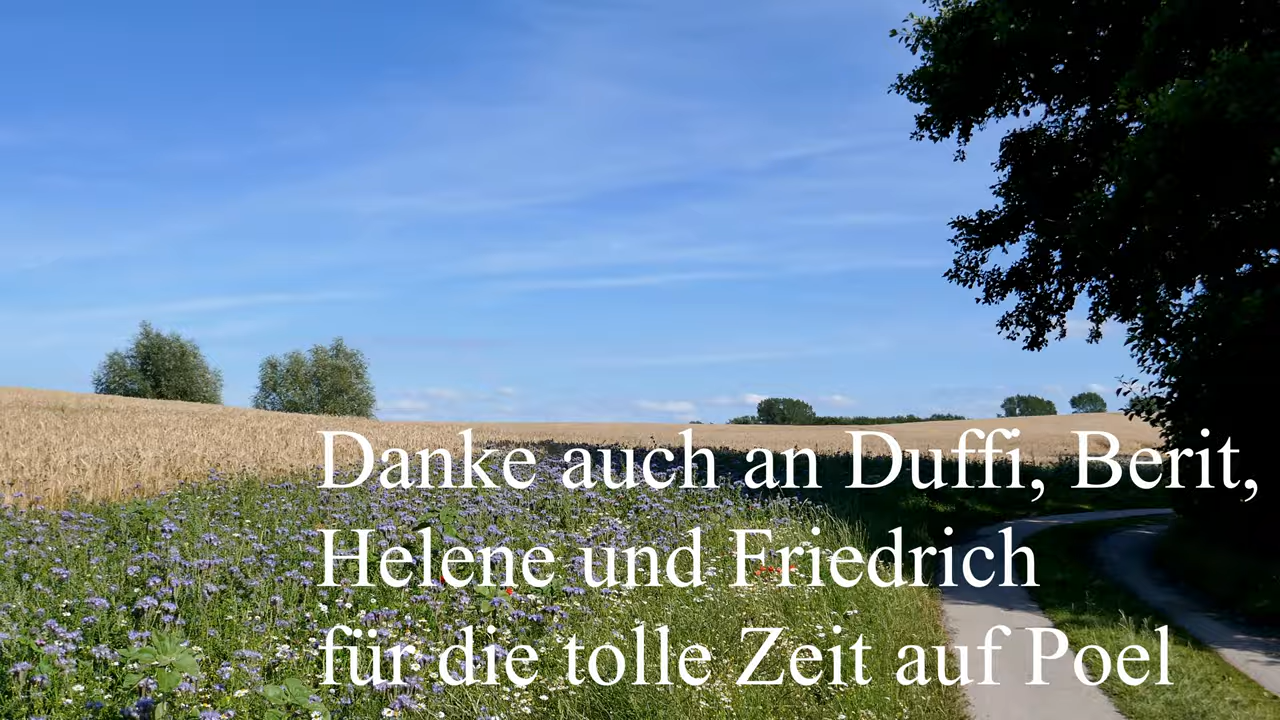 Danke auch an Duffi, Berit,
Helene und Friedrich
für die tolle Zeit auf Poel